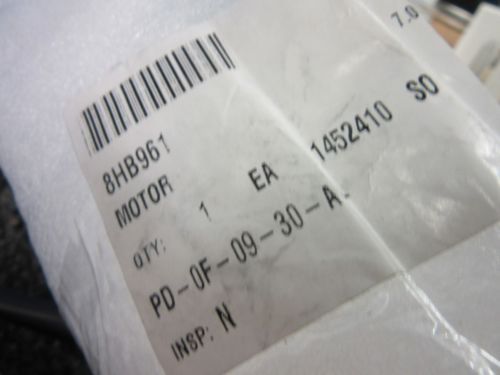 8HB961
MOTOR
QTY: 1 EA 1452410 SO
PD-0F-09-30-A
INSP: N
7.0